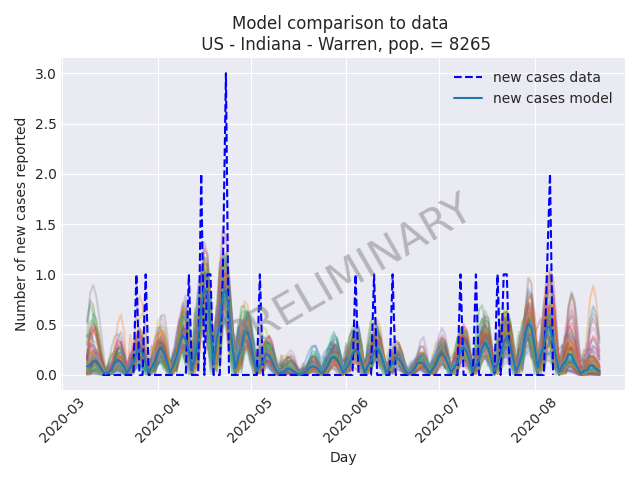 Model comparison to data
US - Indiana - Warren, pop. = 8265
new cases data
new cases model
Number of new cases reported
3.0
2.5
2.0
1.5
1.0
0.5
0.0
PRELIMINARY
2020-03
2020-04
2020-05
2020-06
2020-07
2020-08
Day